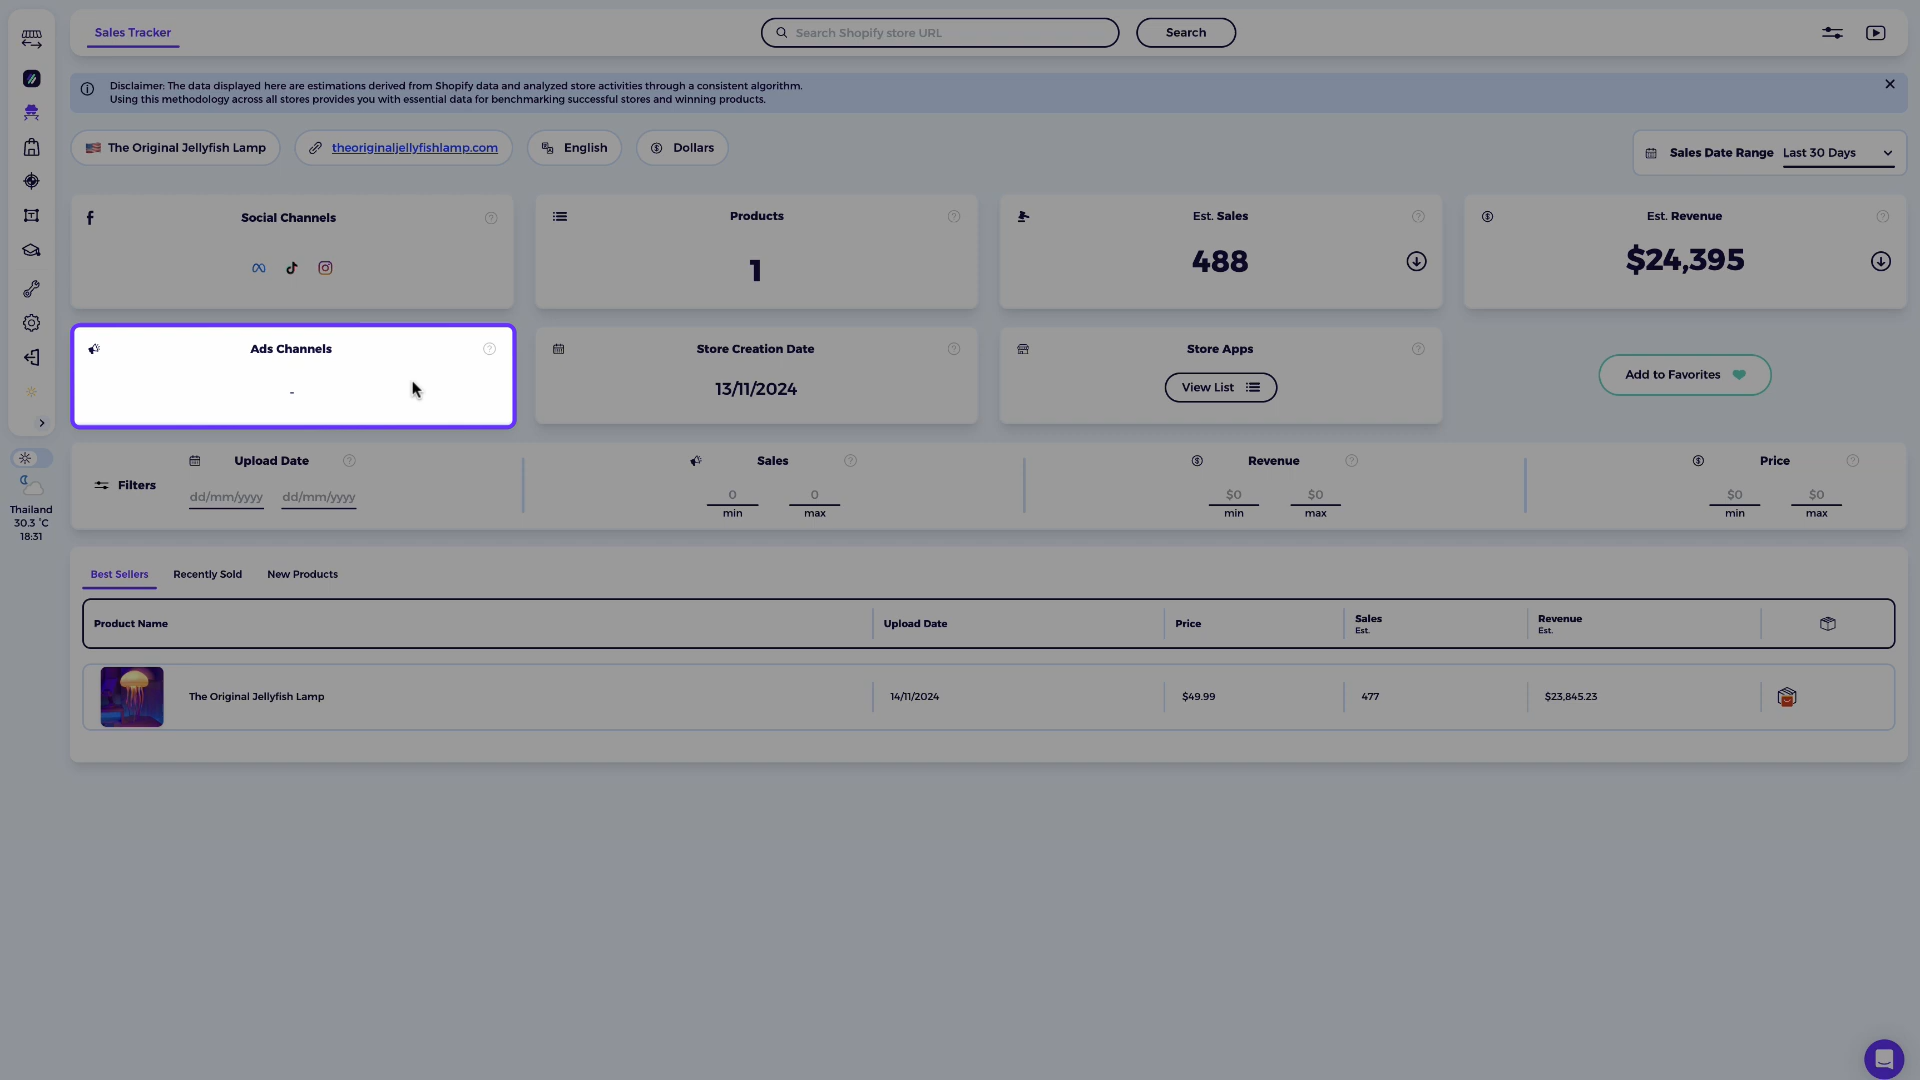 Sales Tracker
Search Shopify store URL
Search
Disclaimer: The data displayed here are estimations derived from Shopify data and analyzed store activities through a consistent algorithm.
Using this methodology across all stores provides you with essential data for benchmarking successful stores and winning products.
The Original Jellyfish Lamp
theoriginaljellyfishlamp.com
English
Dollars
Sales Date Range Last 30 Days
Social Channels
Products
1
Est. Sales
488
Est. Revenue
$24,395
Ads Channels
-
Store Creation Date
13/11/2024
Store Apps
View List
Add to Favorites
Filters
Upload Date
dd/mm/yyyy dd/mm/yyyy
Sales
0 0
min max
Revenue
$0 $0
min max
Price
$0 $0
min max
Thailand
30.3 °C
18:31
Best Sellers Recently Sold New Products
Product Name Upload Date Price Sales Est. Revenue Est.
The Original Jellyfish Lamp 14/11/2024 $49.99 477 $23,845.23